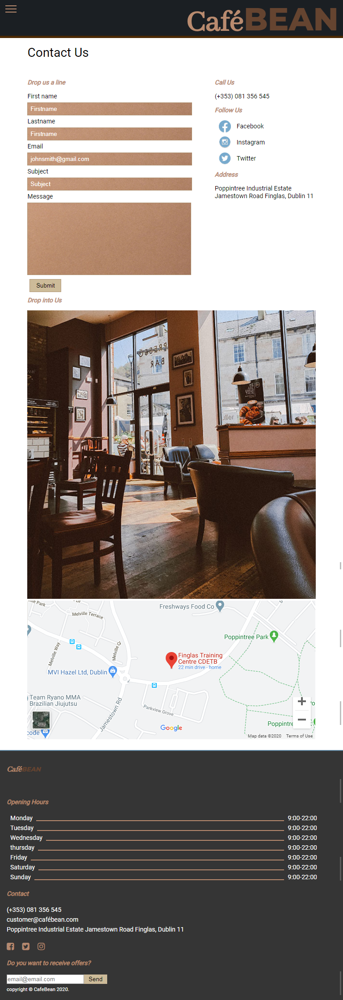 CaféBEAN
Contact Us
Drop us a line
First name
Firstname
Lastname
Firstname
Email
johnsmith@gmail.com
Subject
Subject
Message
Submit
Call Us
(+353) 081 356 545
Follow Us
Facebook
Instagram
Twitter
Address
Poppintree Industrial Estate
Jamestown Road Finglas, Dublin 11
Drop into Us
BAR
WE
JUST
BAKED
THESE
Freshways Food Co
Melville Terrace
Melville Way
Melville Cr
Poppintree Park
Finglas Training
Centre CDETB
22 min drive - home
MVI Hazel Ltd, Dublin
Team Ryano MMA
Brazilian Jiujutsu
Jamestown Rd
Parkview Grove
Google
Map data ©2020 Terms of Use
CaféBEAN
Opening Hours
Monday 9:00-22:00
Tuesday 9:00-22:00
Wednesday 9:00-22:00
thursday 9:00-22:00
Friday 9:00-22:00
Saturday 9:00-22:00
Sunday 9:00-22:00
Contact
(+353) 081 356 545
customer@cafébean.com
Poppintree Industrial Estate Jamestown Road Finglas, Dublin 11
Do you want to receive offers?
email@email.com Send
copyright © CafeBean 2020.